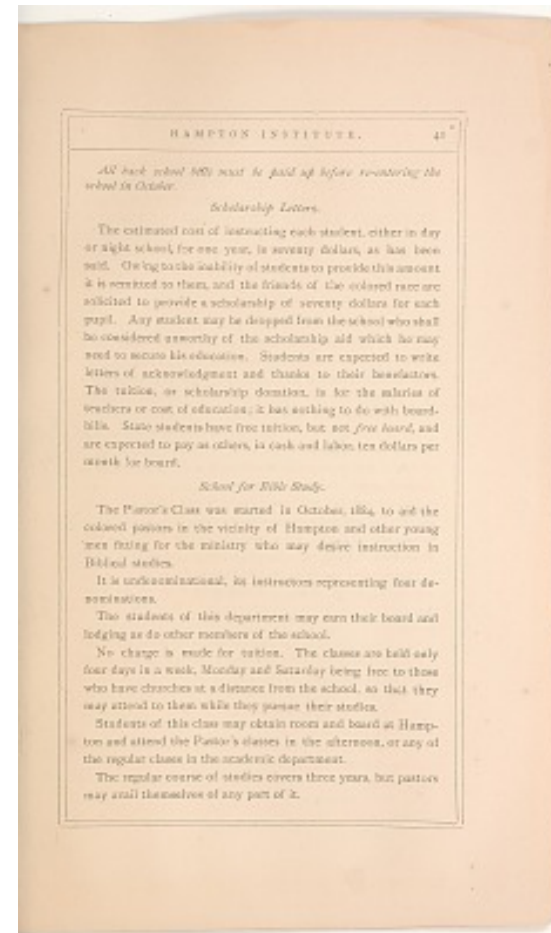 HAMPTON INSTITUTE. 41
All back school bills must be paid up before re-entering the
school in October.
Scholarship Letters.
The estimated cost of instructing each student, either in day
or night school, for one year, is seventy dollars, as has been
said. Owing to the inability of students to provide this amount
it is remitted to them, and the friends of the colored race are
solicited to provide a scholarship of seventy dollars for each
pupil. Any student may be dropped from the school who shall
be considered unworthy of the scholarship aid which he may
need to secure his education. Students are expected to write
letters of acknowledgment and thanks to their benefactors.
The tuition, or scholarship donation, is for the salaries of
teachers or cost of education; it has nothing to do with board-
bills. State students have free tuition, but not free board, and
are expected to pay as others, in cash and labor, ten dollars per
month for board.
School for Bible Study.
The Pastor's Class was started in October, 1884, to aid the
colored pastors in the vicinity of Hampton and other young
men fitting for the ministry who may desire instruction in
Biblical studies.
It is undenominational, its instructors representing four de-
nominations.
The students of this department may earn their board and
lodging as do other members of the school.
No charge is made for tuition. The classes are held only
four days in a week, Monday and Saturday being free to those
who have churches at a distance from the school, so that they
may attend to them while they pursue their studies.
Students of this class may obtain room and board at Hamp-
ton and attend the Pastor's classes in the afternoon, or any of
the regular classes in the academic department.
The regular course of studies covers three years, but pastors
may avail themselves of any part of it.